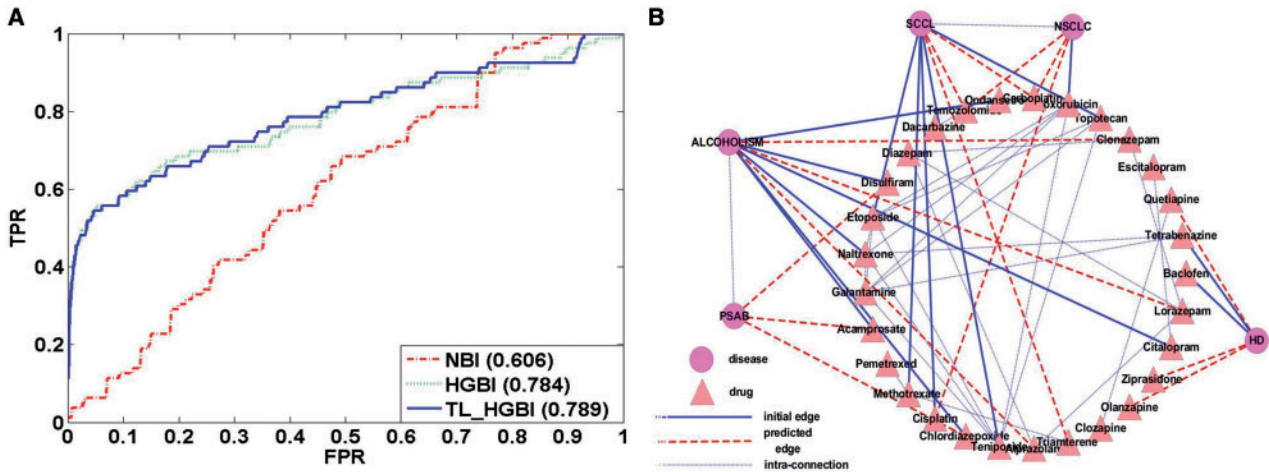 A
TPR
1
0.8
0.6
0.4
0.2
0
0 0.1 0.2 0.3 0.4 0.5 0.6 0.7 0.8 0.9 1
FPR
NBI (0.606)
HGBI (0.784)
TL_HGBI (0.789)
B
SCCL
NSCLC
Carboplatin
oxorubicin
Dacarbazine
Topotecan
Clonazepam
ALCOHOLISM
Diazepam
Escitalopram
Disulfiram
Quetiapine
Etoposide
Tetrabenazine
Naltrexone
Baclofen
Galantamine
Lorazepam
PSAB
Acamprosate
Citalopram
HD
Pemetrexed
Ziprasidone
Methotrexate
Olanzapine
Cisplatin
Clozapine
Chlordiazepoxide
Teniposide
Triamterene
disease
drug
initial edge
predicted
edge
intra-connection